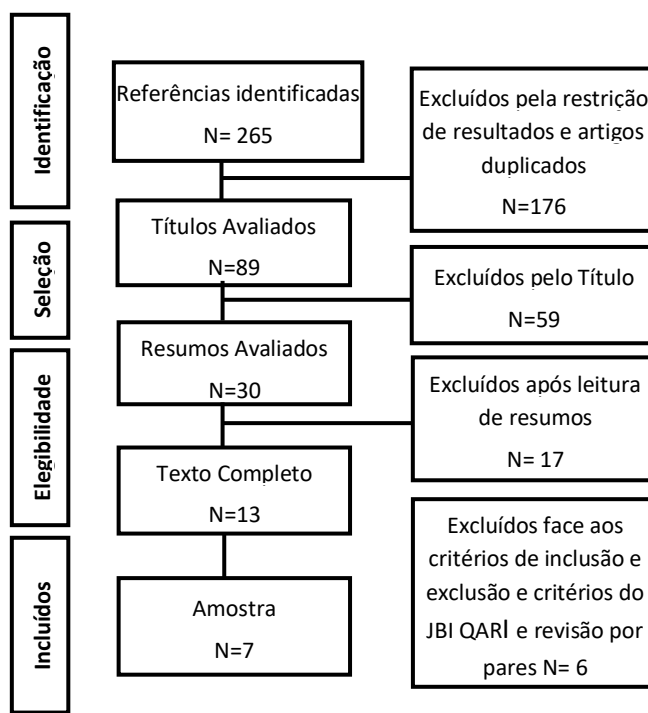 Identificação
Referências identificadas
N= 265
Excluídos pela restrição
de resultados e artigos
duplicados
N=176
Seleção
Títulos Avaliados
N=89
Excluídos pelo Título
N=59
Resumos Avaliados
N=30
Elegibilidade
Excluídos após leitura
de resumos
N= 17
Texto Completo
N=13
Incluídos
Excluídos face aos
critérios de inclusão e
exclusão e critérios do
JBI QARI e revisão por
pares N= 6
Amostra
N=7